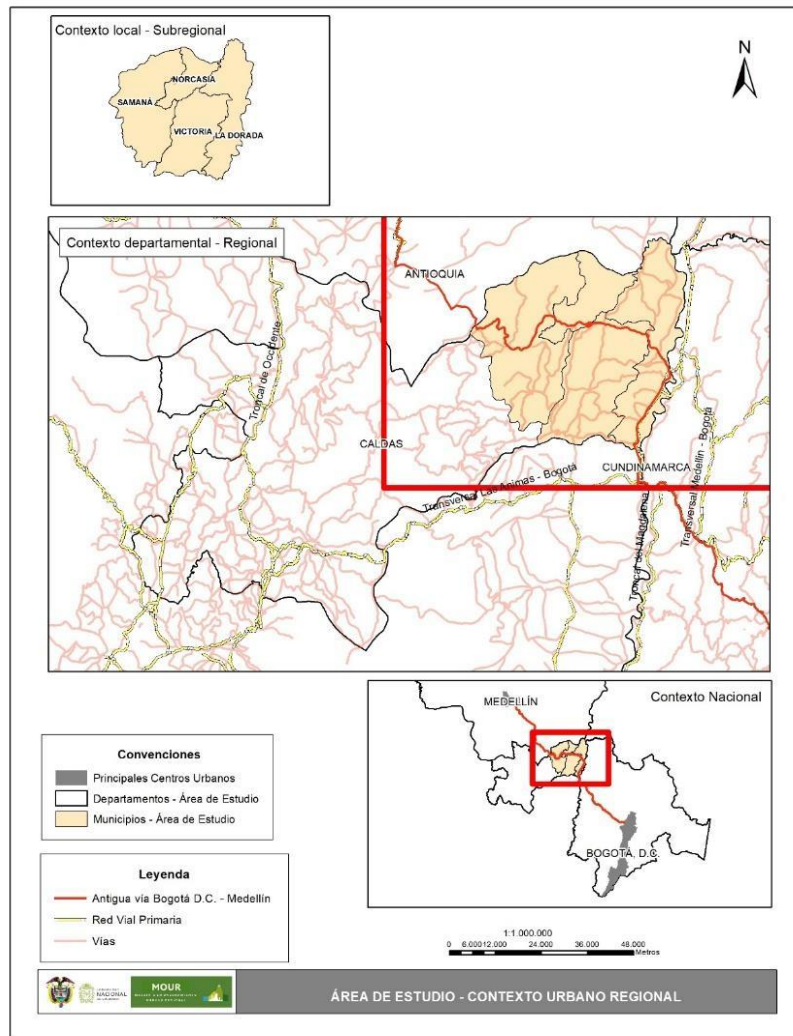 Contexto local - Subregional
N
NORCASIA
SAMANÁ
VICTORIA
LA DORADA
Contexto departamental - Regional
ANTIOQUIA
Troncal de Occidente
CALDAS
CUNDINAMARCA
Transversal Las Animas - Bogotá
Troncal del Magdalena
Transversal Medellín - Bogotá
MEDELLÍN
Contexto Nacional
BOGOTÁ, D.C.
Convenciones
Principales Centros Urbanos
Departamentos - Área de Estudio
Municipios - Área de Estudio
Leyenda
Antigua vía Bogotá D.C. - Medellín
Red Vial Primaria
Vías
1:1.000.000
0 6.000 12.000 24.000 36.000 48.000
Metros
NACIONAL
MOUR
ÁREA DE ESTUDIO - CONTEXTO URBANO REGIONAL